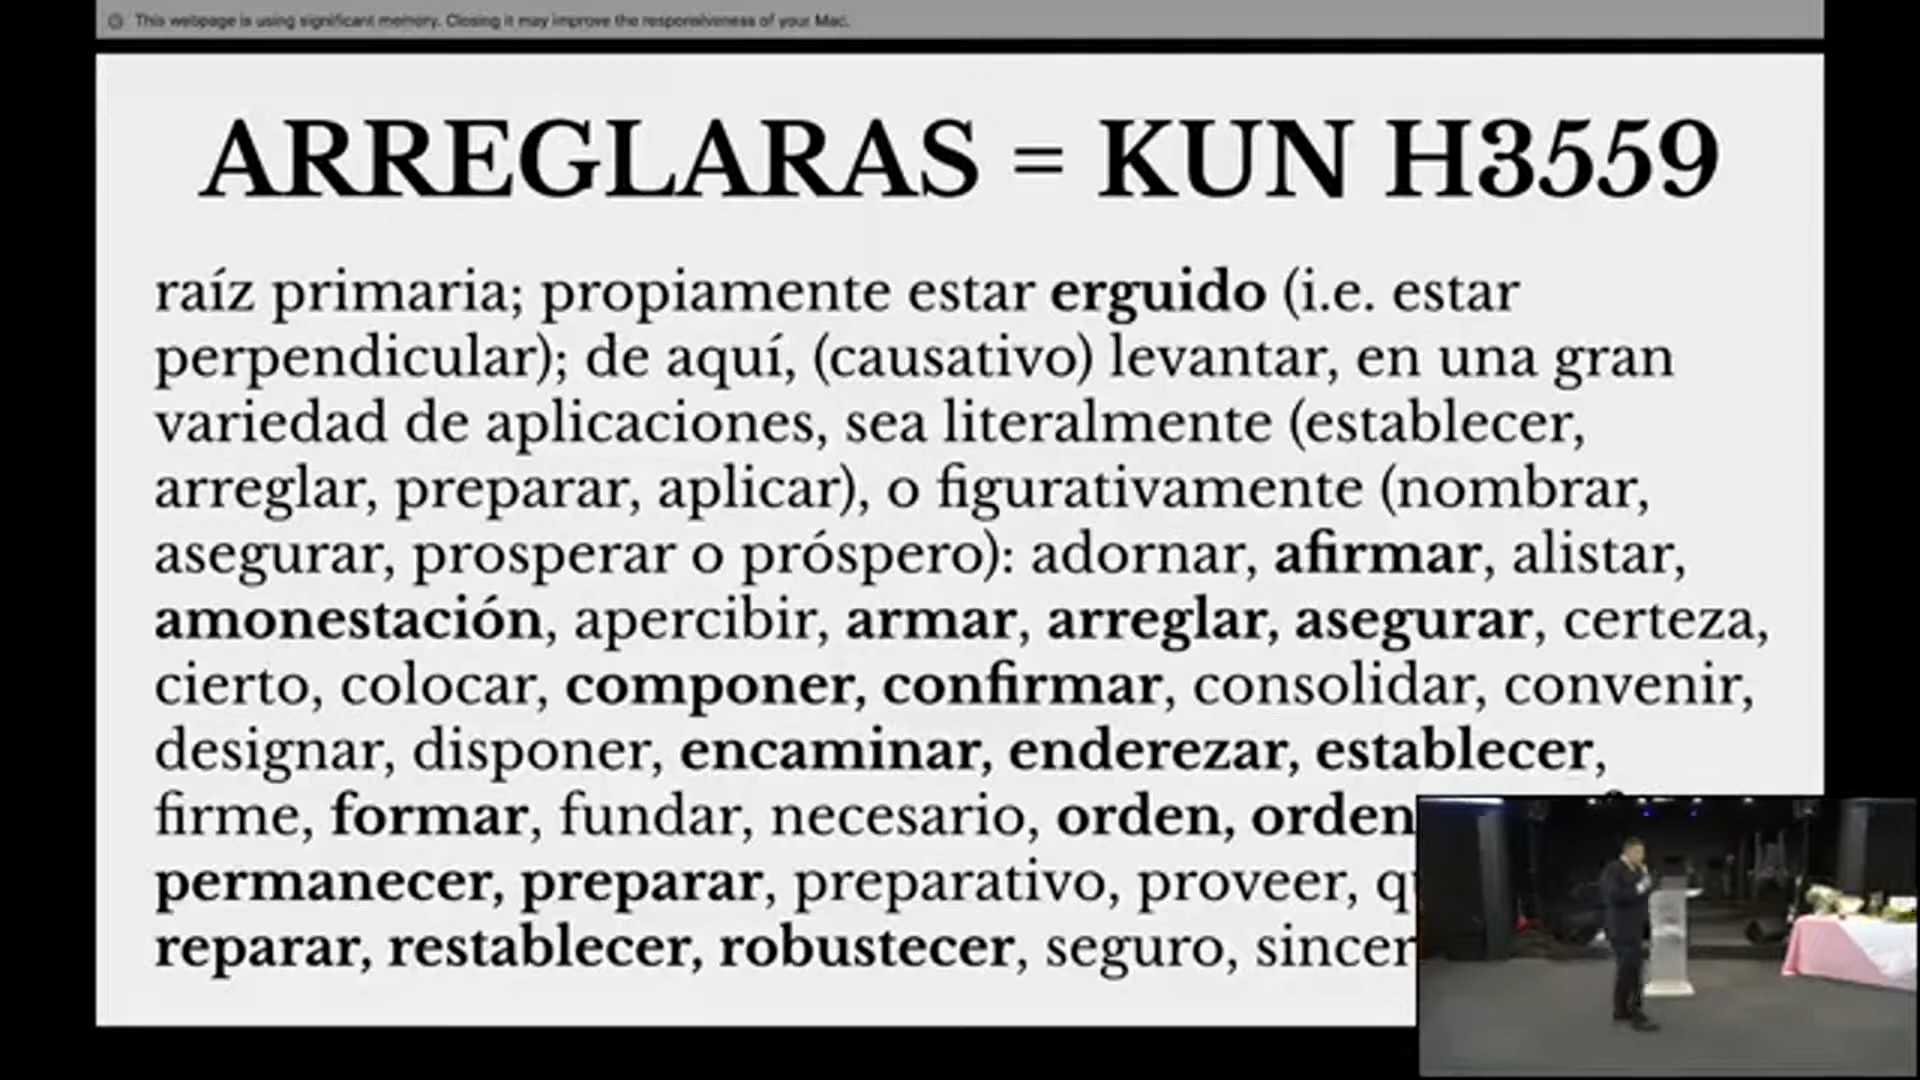 This webpage is using significant memory. Closing it may improve the responsiveness of your Mac.
ARREGLARAS = KUN H3559
raíz primaria; propiamente estar erguido (i.e. estar
perpendicular); de aquí, (causativo) levantar, en una gran
variedad de aplicaciones, sea literalmente (establecer,
arreglar, preparar, aplicar), o figurativamente (nombrar,
asegurar, prosperar o próspero): adornar, afirmar, alistar,
amonestación, apercibir, armar, arreglar, asegurar, certeza,
cierto, colocar, componer, confirmar, consolidar, convenir,
designar, disponer, encaminar, enderezar, establecer,
firme, formar, fundar, necesario, orden, orden
permanecer, preparar, preparativo, proveer,
reparar, restablecer, robustecer, seguro, sincer